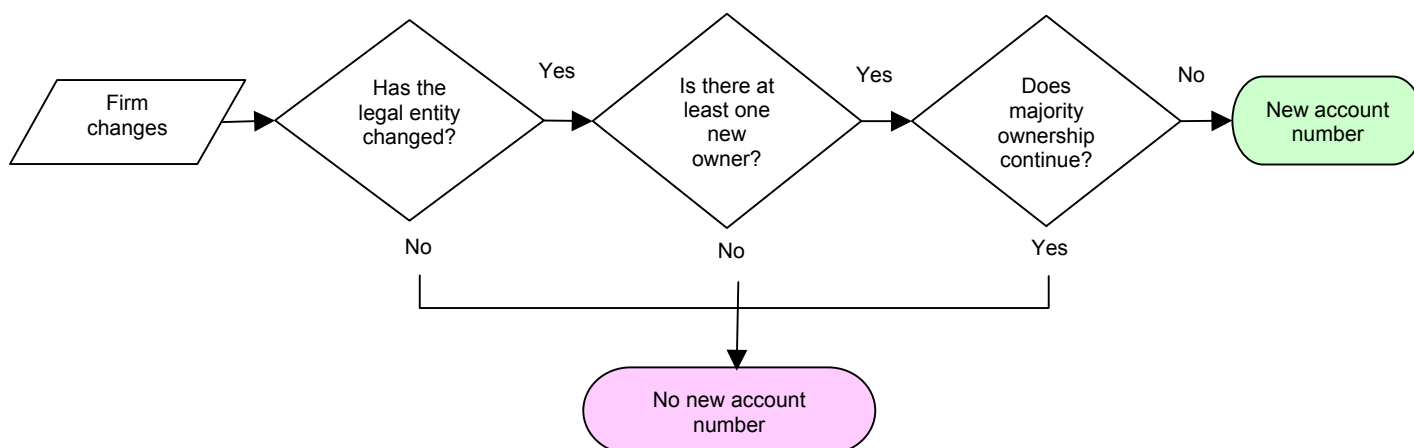 Firm
changes
Has the
legal entity
changed?
Yes
Is there at
least one
new
owner?
Yes
Does
majority
ownership
continue?
No
New account
number
No
No
Yes
No new account
number